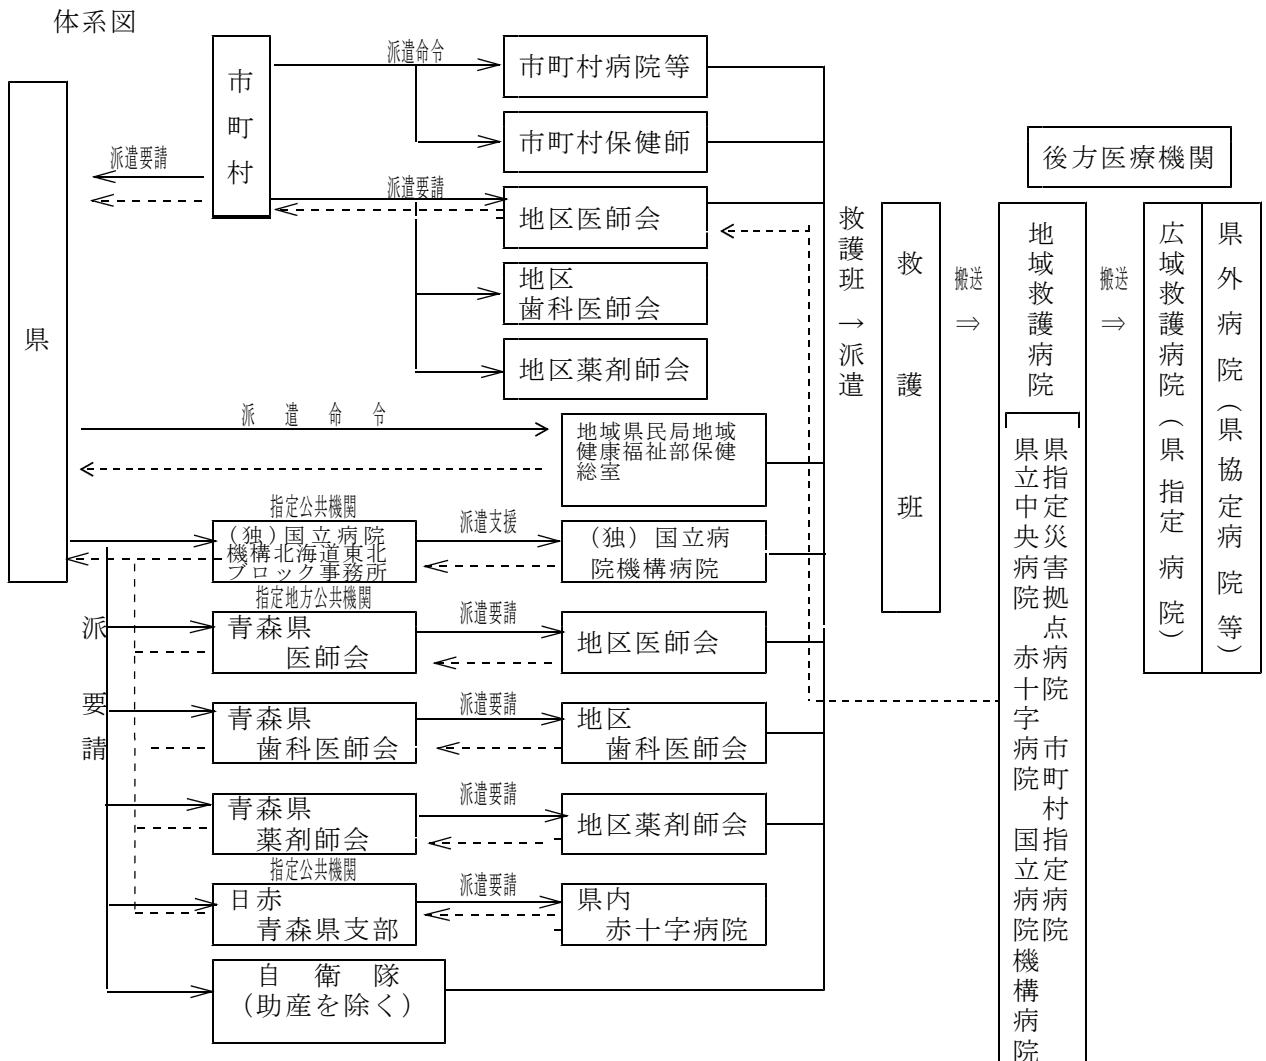 体系図
県
市町村
派遣要請
派遣命令
市町村病院等
市町村保健師
派遣要請
地区医師会
地区
歯科医師会
地区薬剤師会
派遣命令
地域県民局地域
健康福祉部保健
総室
指定公共機関
(独)国立病院
機構北海道東北
ブロック事務所
派遣支援
(独)国立病
院機構病院
指定地方公共機関
青森県
医師会
派遣要請
地区医師会
青森県
歯科医師会
派遣要請
地区
歯科医師会
青森県
薬剤師会
派遣要請
地区薬剤師会
指定公共機関
日赤
青森県支部
派遣要請
県内
赤十字病院
自衛隊
(助産を除く)
派要請
救護班→派遣
救護班
搬送
⇒
地域救護病院
県指定災害拠点病院 市町村指定病院
県立中央病院 赤十字病院 国立病院機構病院
搬送
⇒
後方医療機関
広域救護病院(県指定病院)
県外病院(県協定病院等)